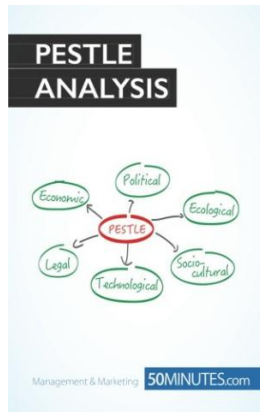 PESTLE
ANALYSIS
Political
Economic
Ecological
PESTLE
Legal
Socio-
cultural
Technological
Management & Marketing 50MINUTES.com